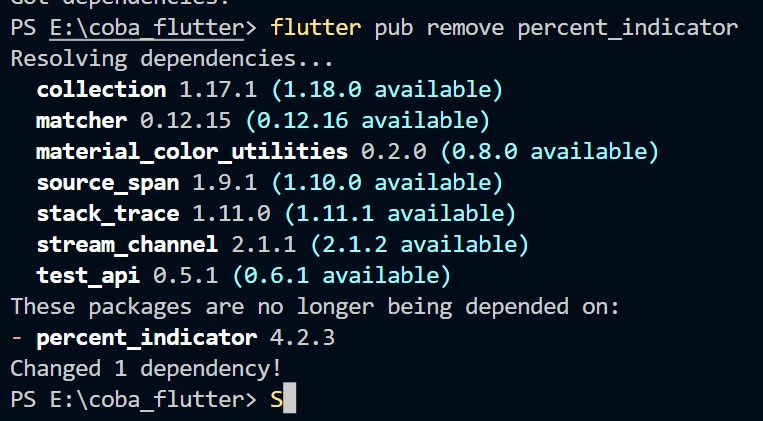 Got dependencies!
PS E:\coba_flutter> flutter pub remove percent_indicator
Resolving dependencies...
  collection 1.17.1 (1.18.0 available)
  matcher 0.12.15 (0.12.16 available)
  material_color_utilities 0.2.0 (0.8.0 available)
  source_span 1.9.1 (1.10.0 available)
  stack_trace 1.11.0 (1.11.1 available)
  stream_channel 2.1.1 (2.1.2 available)
  test_api 0.5.1 (0.6.1 available)
These packages are no longer being depended on:
- percent_indicator 4.2.3
Changed 1 dependency!
PS E:\coba_flutter> S